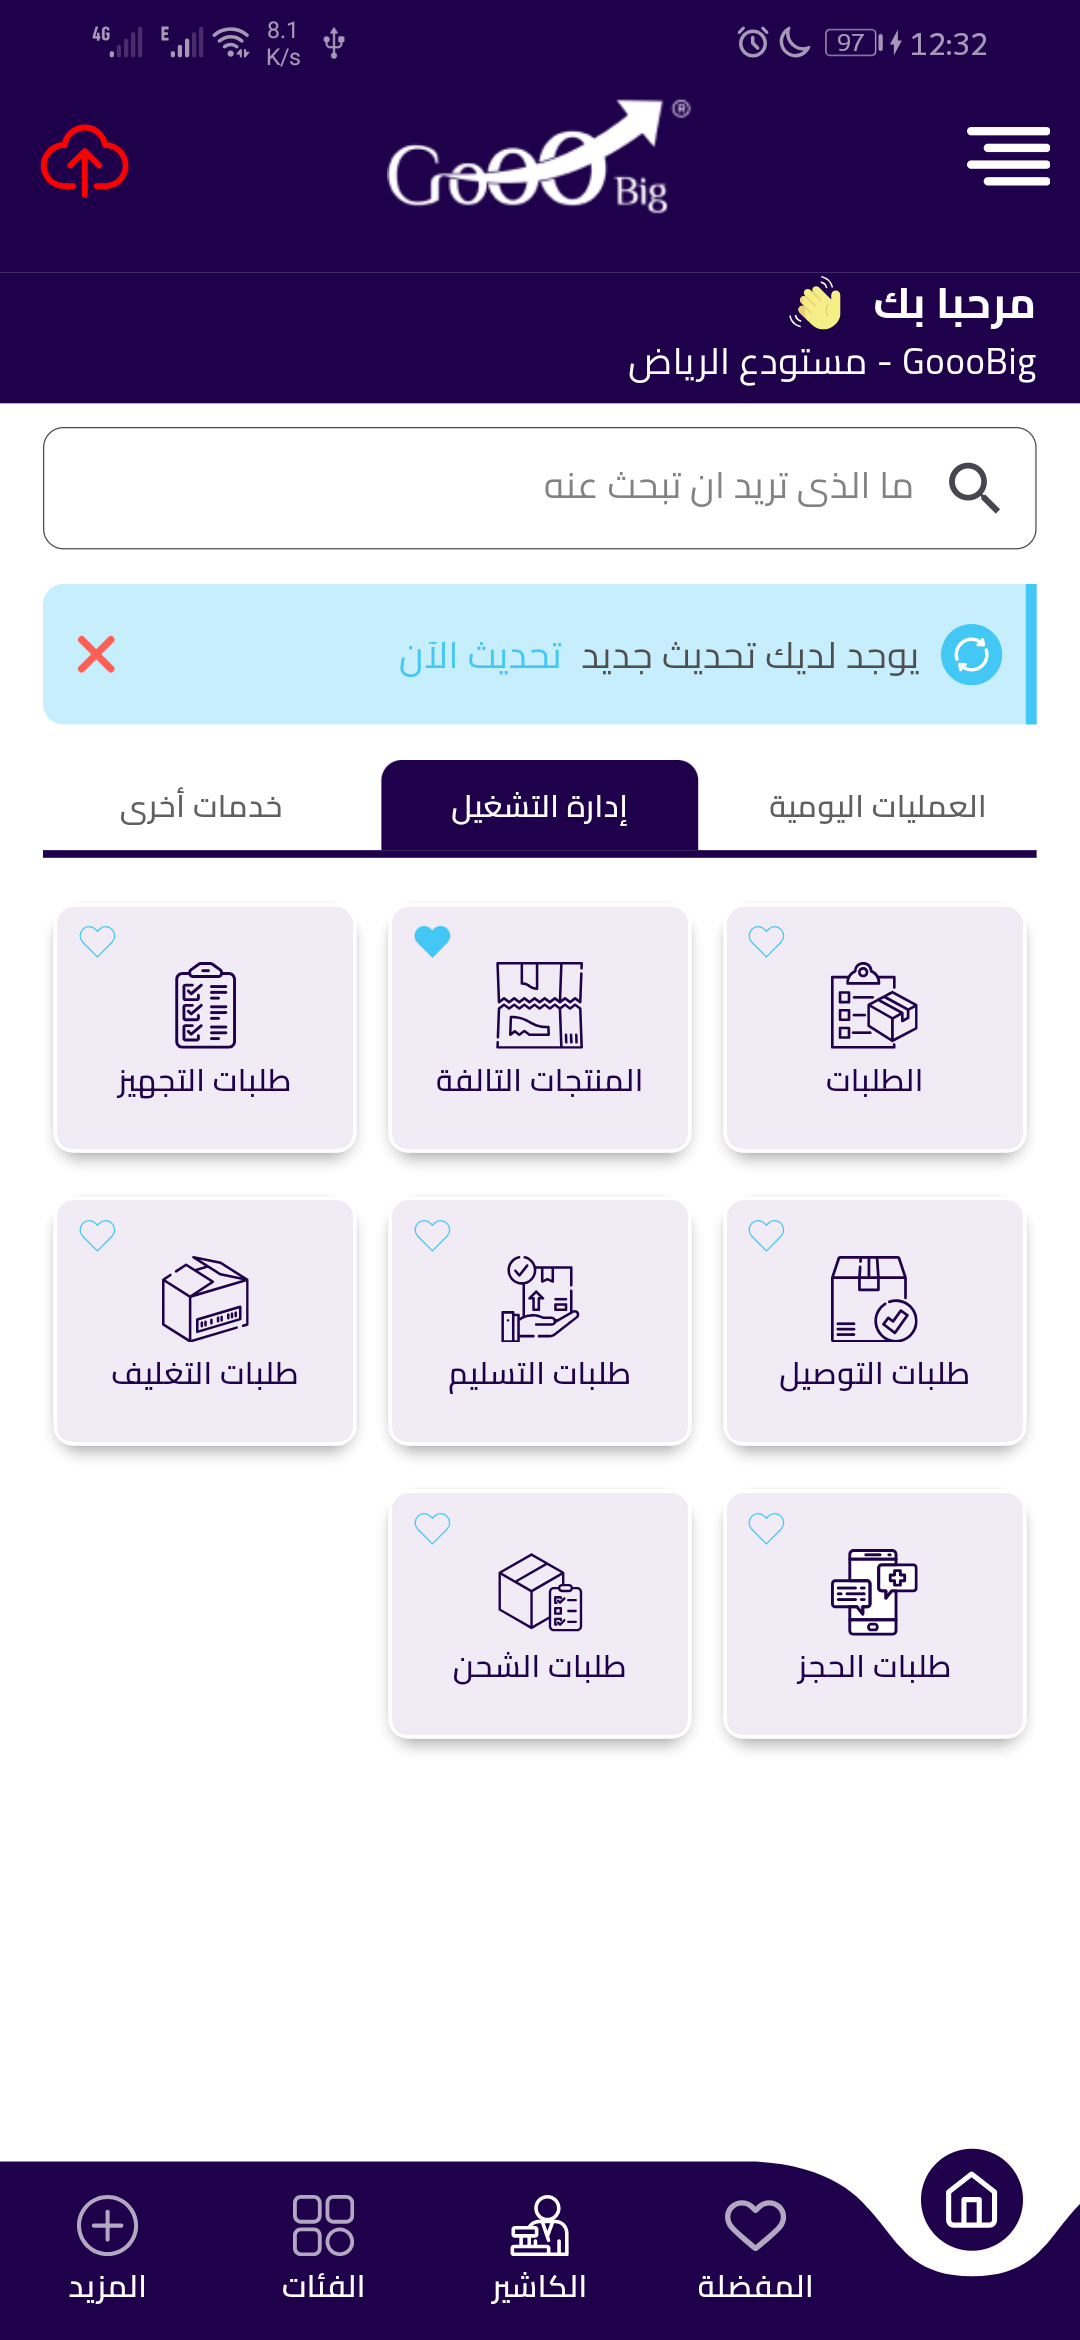 4G E 8.1 K/s 97 12:32
GoOO Big ®
مرحبا بك
GoooBig - مستودع الرياض
ما الذى تريد ان تبحث عنه
يوجد لديك تحديث جديد تحديث الآن
العمليات اليومية إدارة التشغيل خدمات أخرى
الطلبات المنتجات التالفة طلبات التجهيز
طلبات التوصيل طلبات التسليم طلبات التغليف
طلبات الحجز طلبات الشحن
المفضلة الكاشير الفئات المزيد